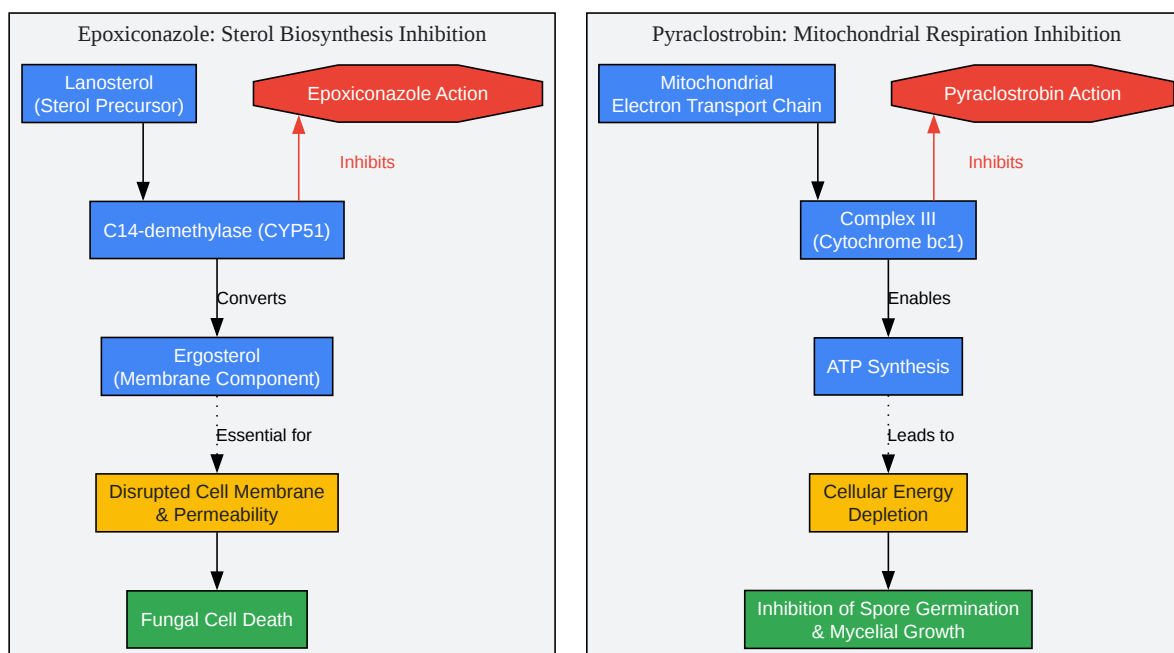 Epoxiconazole: Sterol Biosynthesis Inhibition
Lanosterol
(Sterol Precursor)
Epoxiconazole Action
Inhibits
C14-demethylase (CYP51)
Converts
Ergosterol
(Membrane Component)
Essential for
Disrupted Cell Membrane
& Permeability
Fungal Cell Death
Pyraclostrobin: Mitochondrial Respiration Inhibition
Mitochondrial
Electron Transport Chain
Pyraclostrobin Action
Inhibits
Complex III
(Cytochrome bc1)
Enables
ATP Synthesis
Leads to
Cellular Energy
Depletion
Inhibition of Spore Germination
& Mycelial Growth